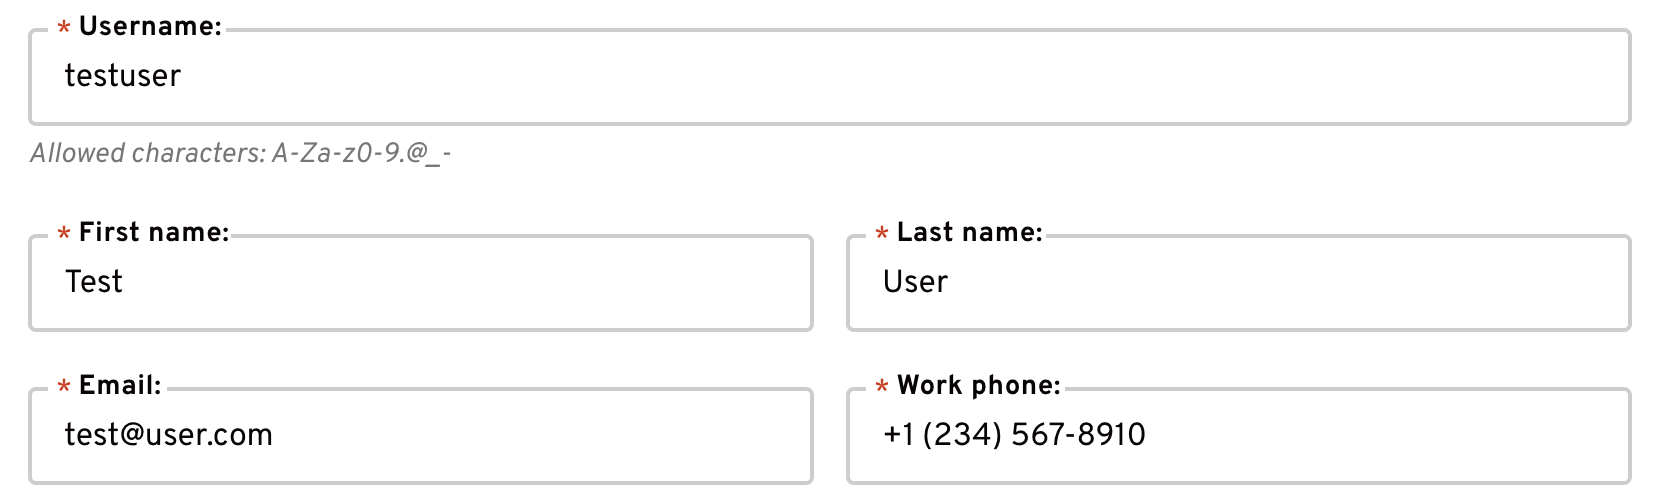 * Username:
testuser
Allowed characters: A-Za-z0-9.@_-
* First name:
Test
* Last name:
User
* Email:
test@user.com
* Work phone:
+1 (234) 567-8910